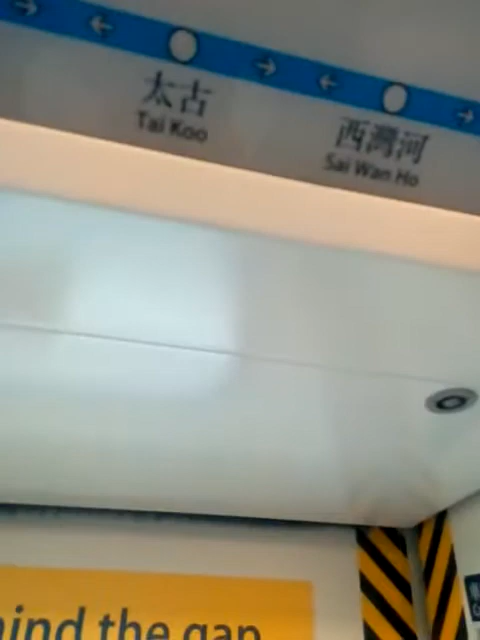 太古
Tai Koo
西灣河
Sai Wan Ho
ind the gap